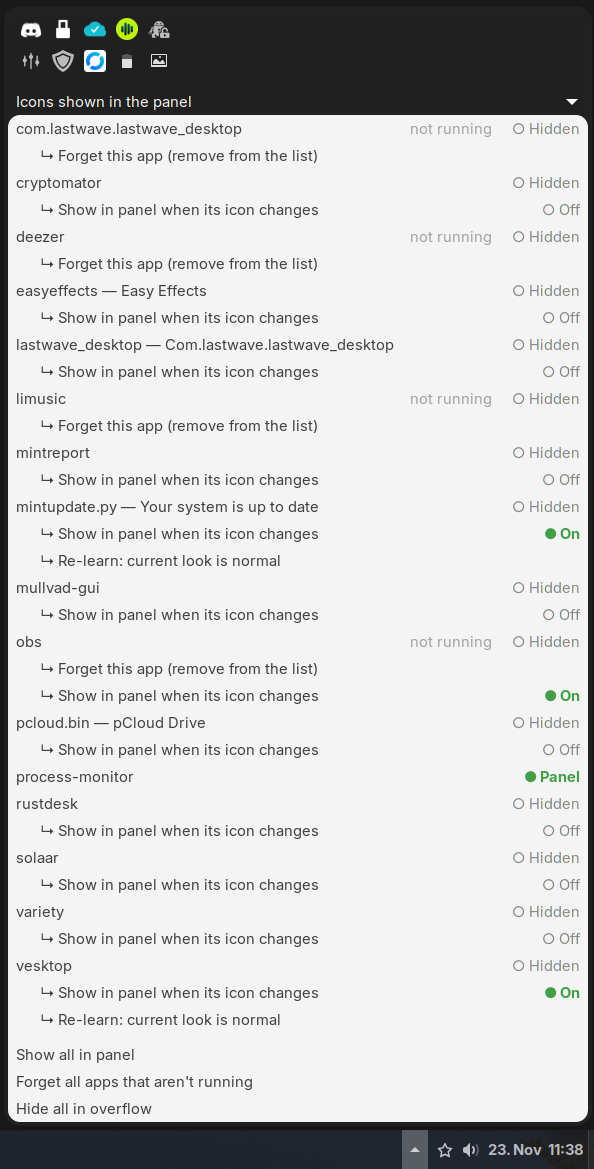 Icons shown in the panel
com.lastwave.lastwave_desktop not running Hidden
↳ Forget this app (remove from the list)
cryptomator Hidden
↳ Show in panel when its icon changes Off
deezer not running Hidden
↳ Forget this app (remove from the list)
easyeffects — Easy Effects Hidden
↳ Show in panel when its icon changes Off
lastwave_desktop — Com.lastwave.lastwave_desktop Hidden
↳ Show in panel when its icon changes Off
limusic not running Hidden
↳ Forget this app (remove from the list)
mintreport Hidden
↳ Show in panel when its icon changes Off
mintupdate.py — Your system is up to date Hidden
↳ Show in panel when its icon changes On
↳ Re-learn: current look is normal
mullvad-gui Hidden
↳ Show in panel when its icon changes Off
obs not running Hidden
↳ Forget this app (remove from the list)
↳ Show in panel when its icon changes On
pcloud.bin — pCloud Drive Hidden
↳ Show in panel when its icon changes Off
process-monitor Panel
rustdesk Hidden
↳ Show in panel when its icon changes Off
solaar Hidden
↳ Show in panel when its icon changes Off
variety Hidden
↳ Show in panel when its icon changes Off
vesktop Hidden
↳ Show in panel when its icon changes On
↳ Re-learn: current look is normal
Show all in panel
Forget all apps that aren't running
Hide all in overflow
23. Nov 11:38